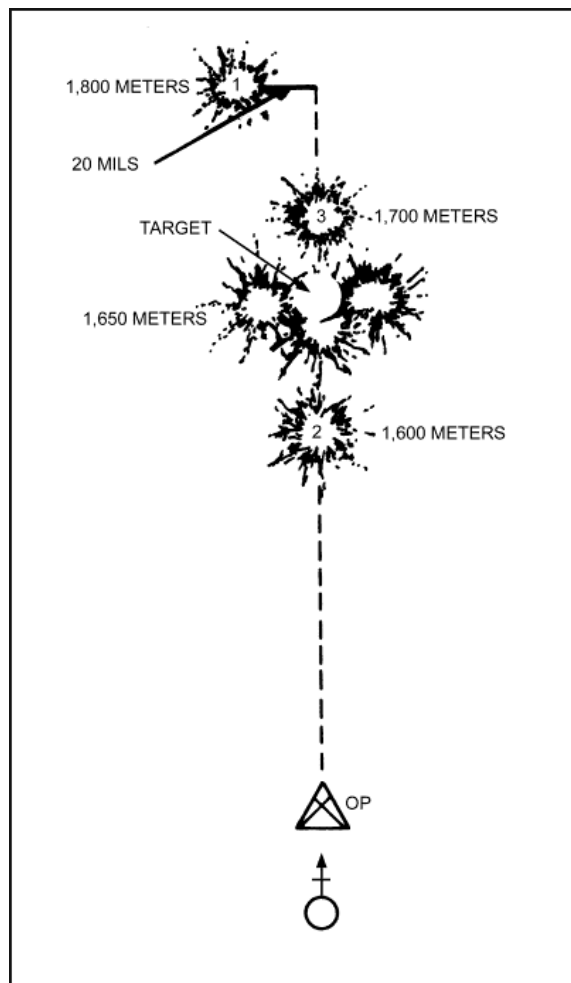 1
1,800 METERS
20 MILS
3
1,700 METERS
TARGET
1,650 METERS
2
1,600 METERS
OP